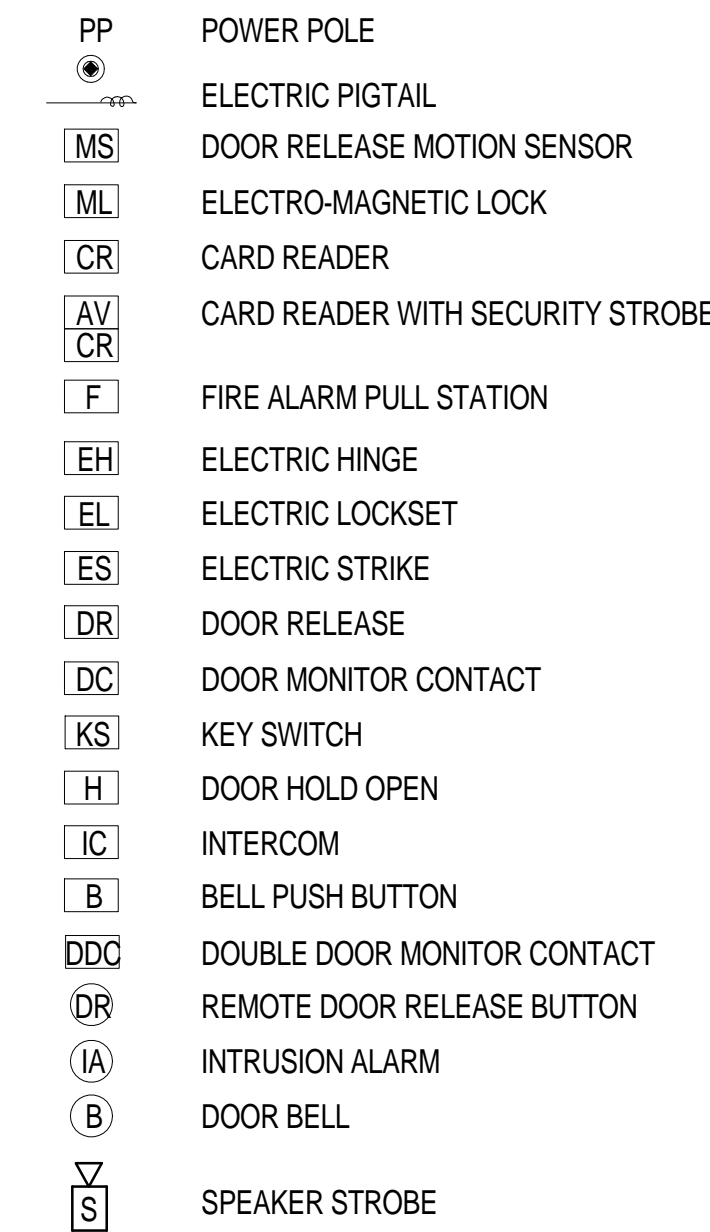 PP POWER POLE
ELECTRIC PIGTAIL
MS DOOR RELEASE MOTION SENSOR
ML ELECTRO-MAGNETIC LOCK
CR CARD READER
AV CARD READER WITH SECURITY STROBE
CR
F FIRE ALARM PULL STATION
EH ELECTRIC HINGE
EL ELECTRIC LOCKSET
ES ELECTRIC STRIKE
DR DOOR RELEASE
DC DOOR MONITOR CONTACT
KS KEY SWITCH
H DOOR HOLD OPEN
IC INTERCOM
B BELL PUSH BUTTON
DDC DOUBLE DOOR MONITOR CONTACT
DR REMOTE DOOR RELEASE BUTTON
IA INTRUSION ALARM
B DOOR BELL
S SPEAKER STROBE